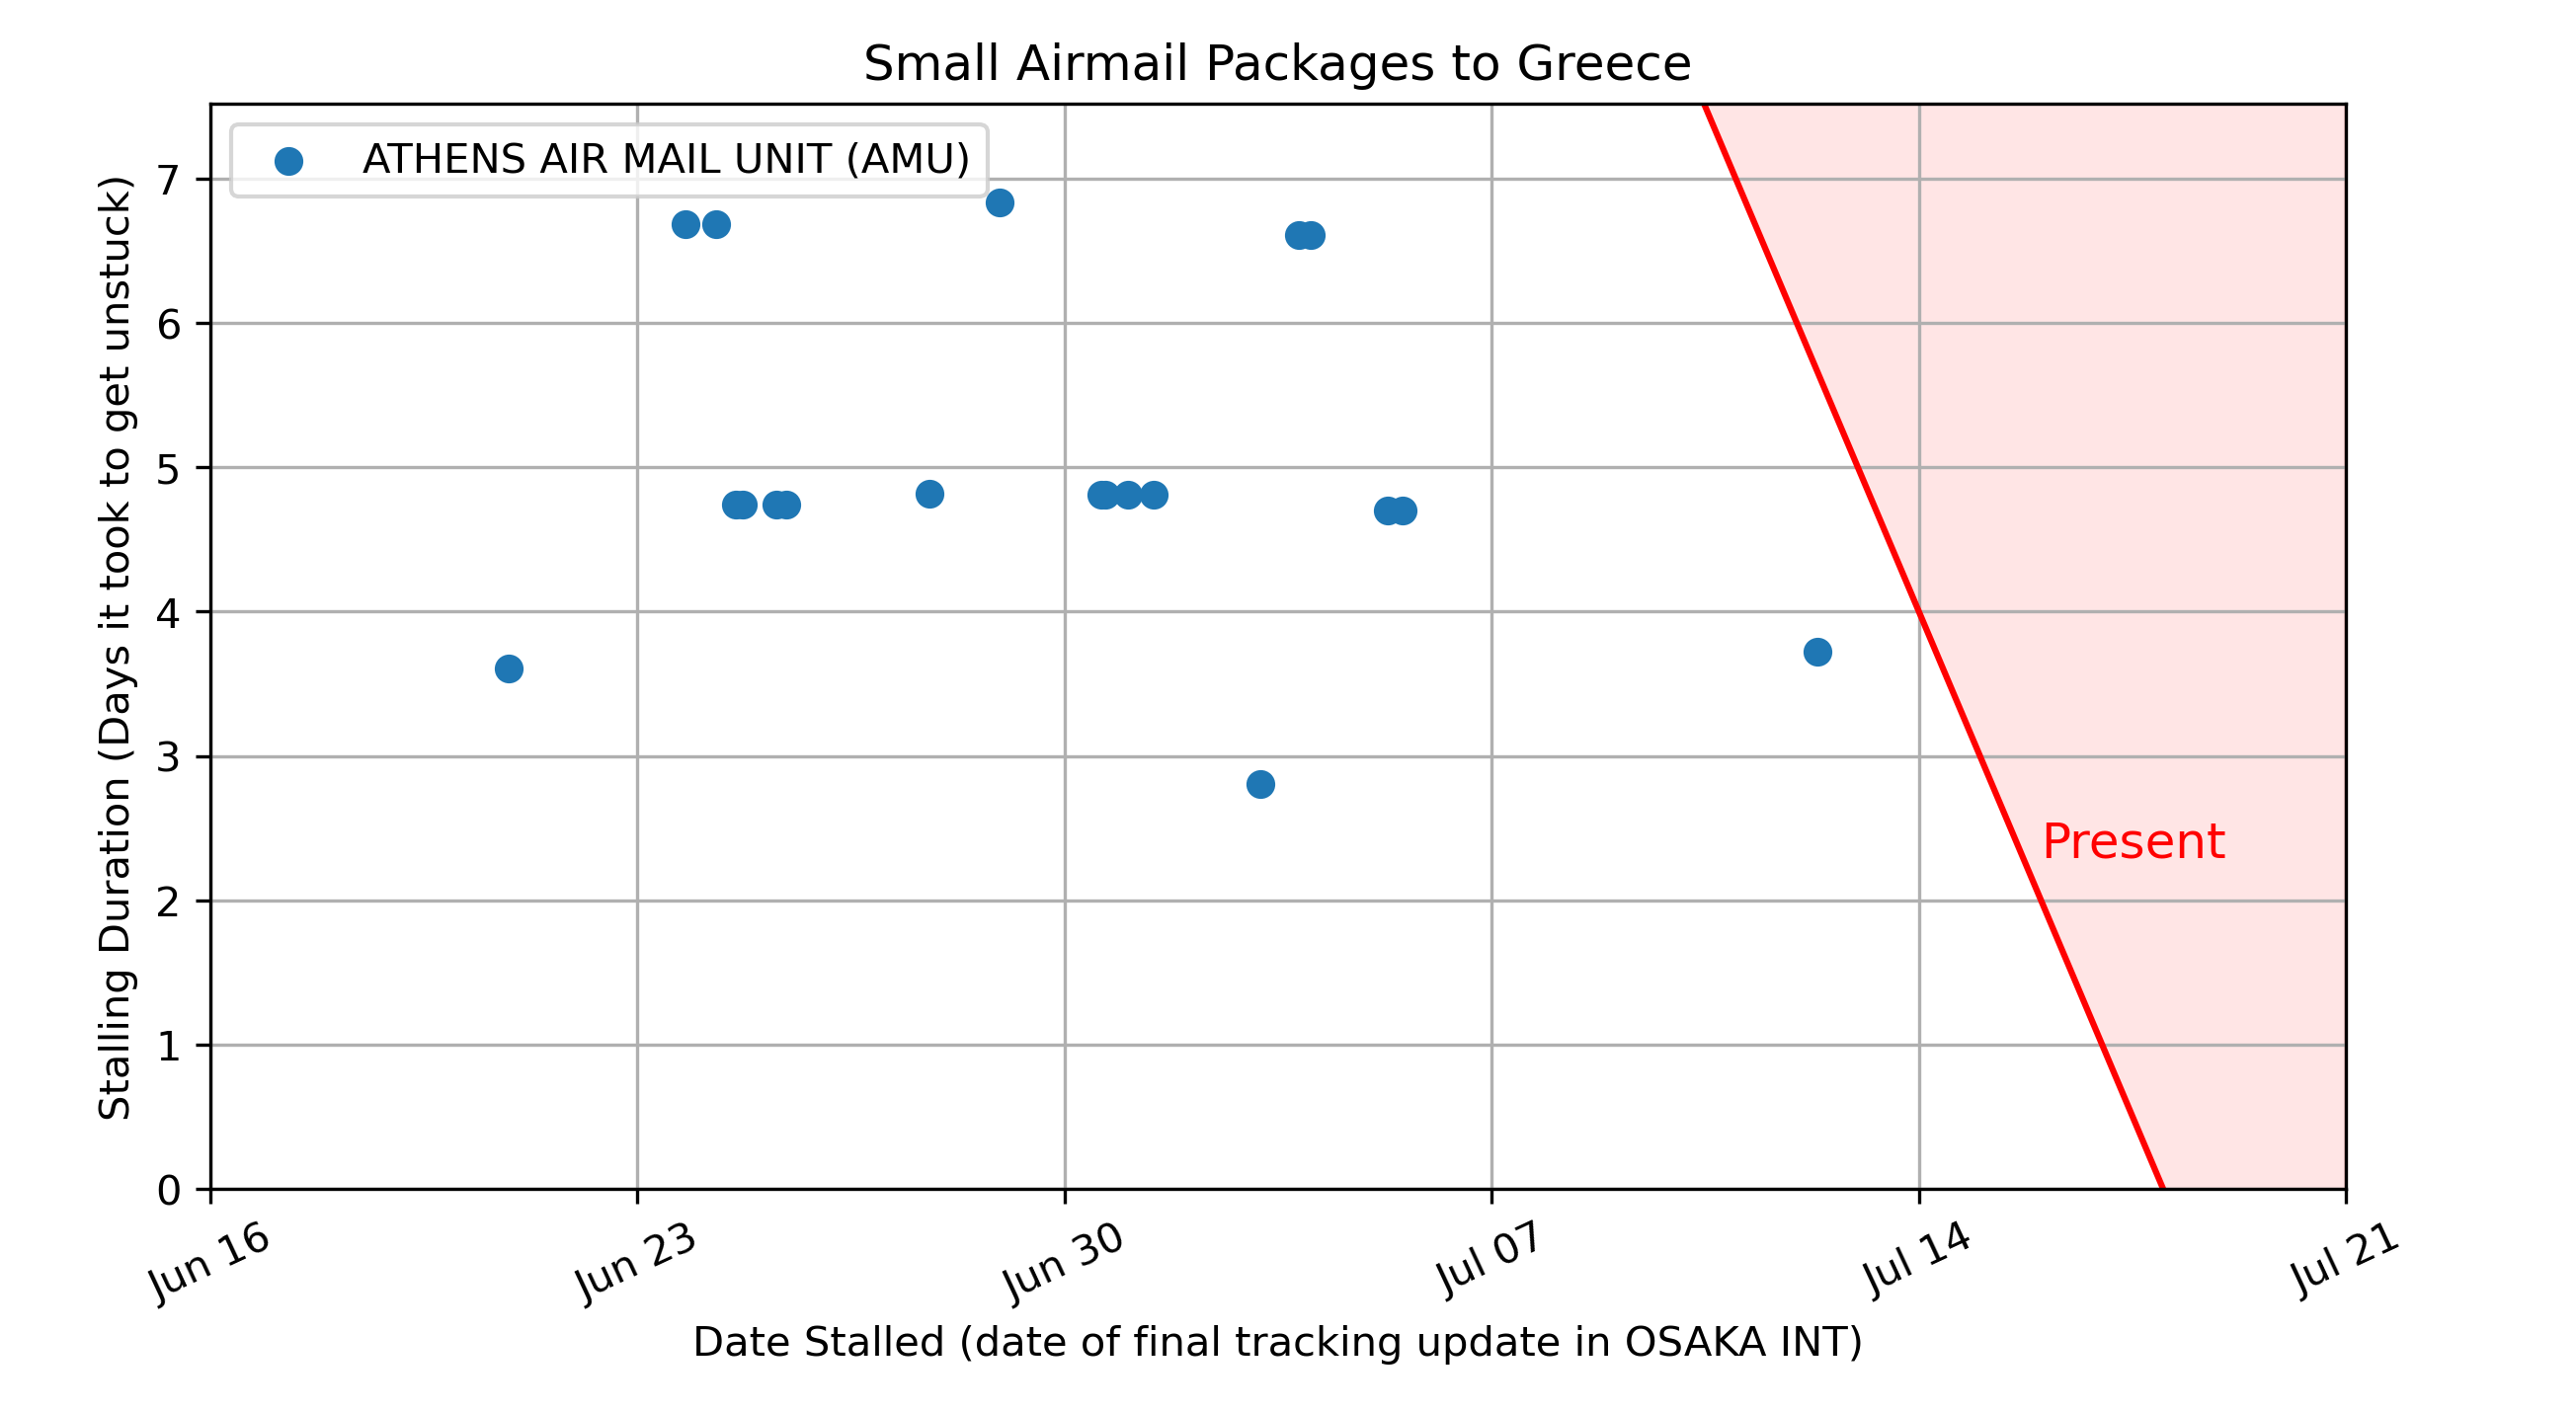 Small Airmail Packages to Greece
ATHENS AIR MAIL UNIT (AMU)
Stalling Duration (Days it took to get unstuck)
7
6
5
4
3
2
1
0
Present
Jun 16
Jun 23
Jun 30
Jul 07
Jul 14
Jul 21
Date Stalled (date of final tracking update in OSAKA INT)